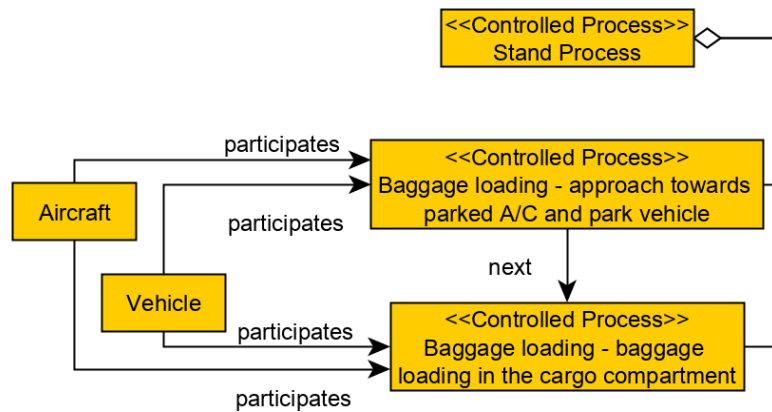 <<Controlled Process>>
Stand Process
participates
<<Controlled Process>>
Baggage loading - approach towards
parked A/C and park vehicle
Aircraft
participates
next
Vehicle
<<Controlled Process>>
participates
Baggage loading - baggage
loading in the cargo compartment
participates